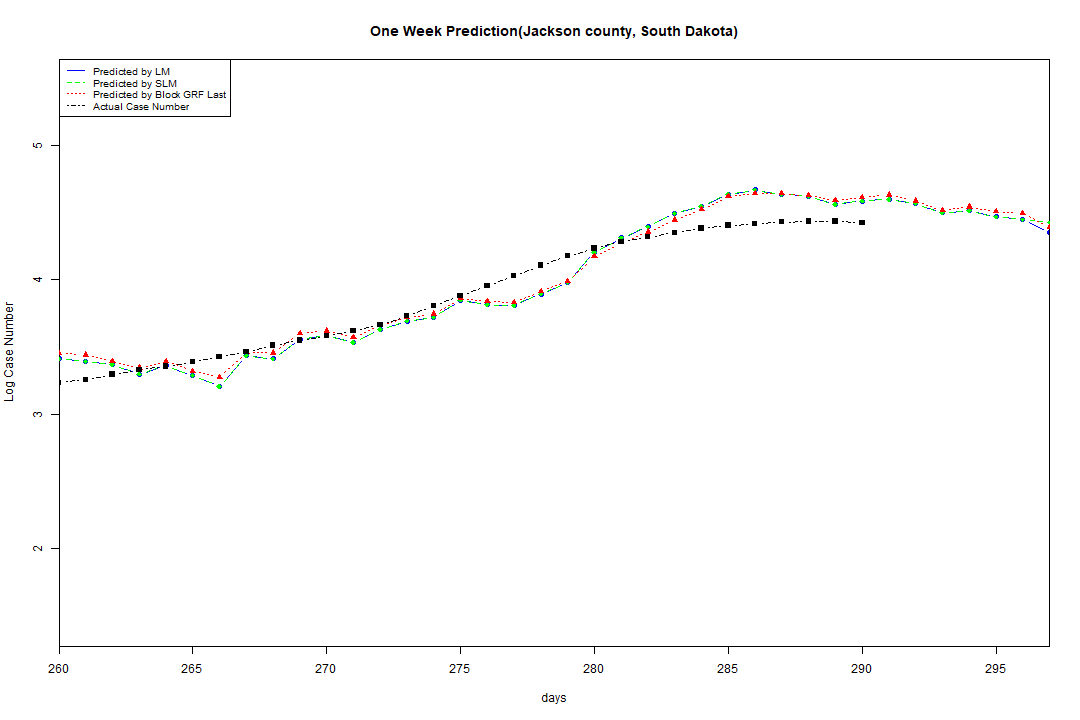 One Week Prediction(Jackson county, South Dakota)
Predicted by LM
Predicted by SLM
Predicted by Block GRF Last
Actual Case Number
5
4
3
2
Log Case Number
260 265 270 275 280 285 290 295
days